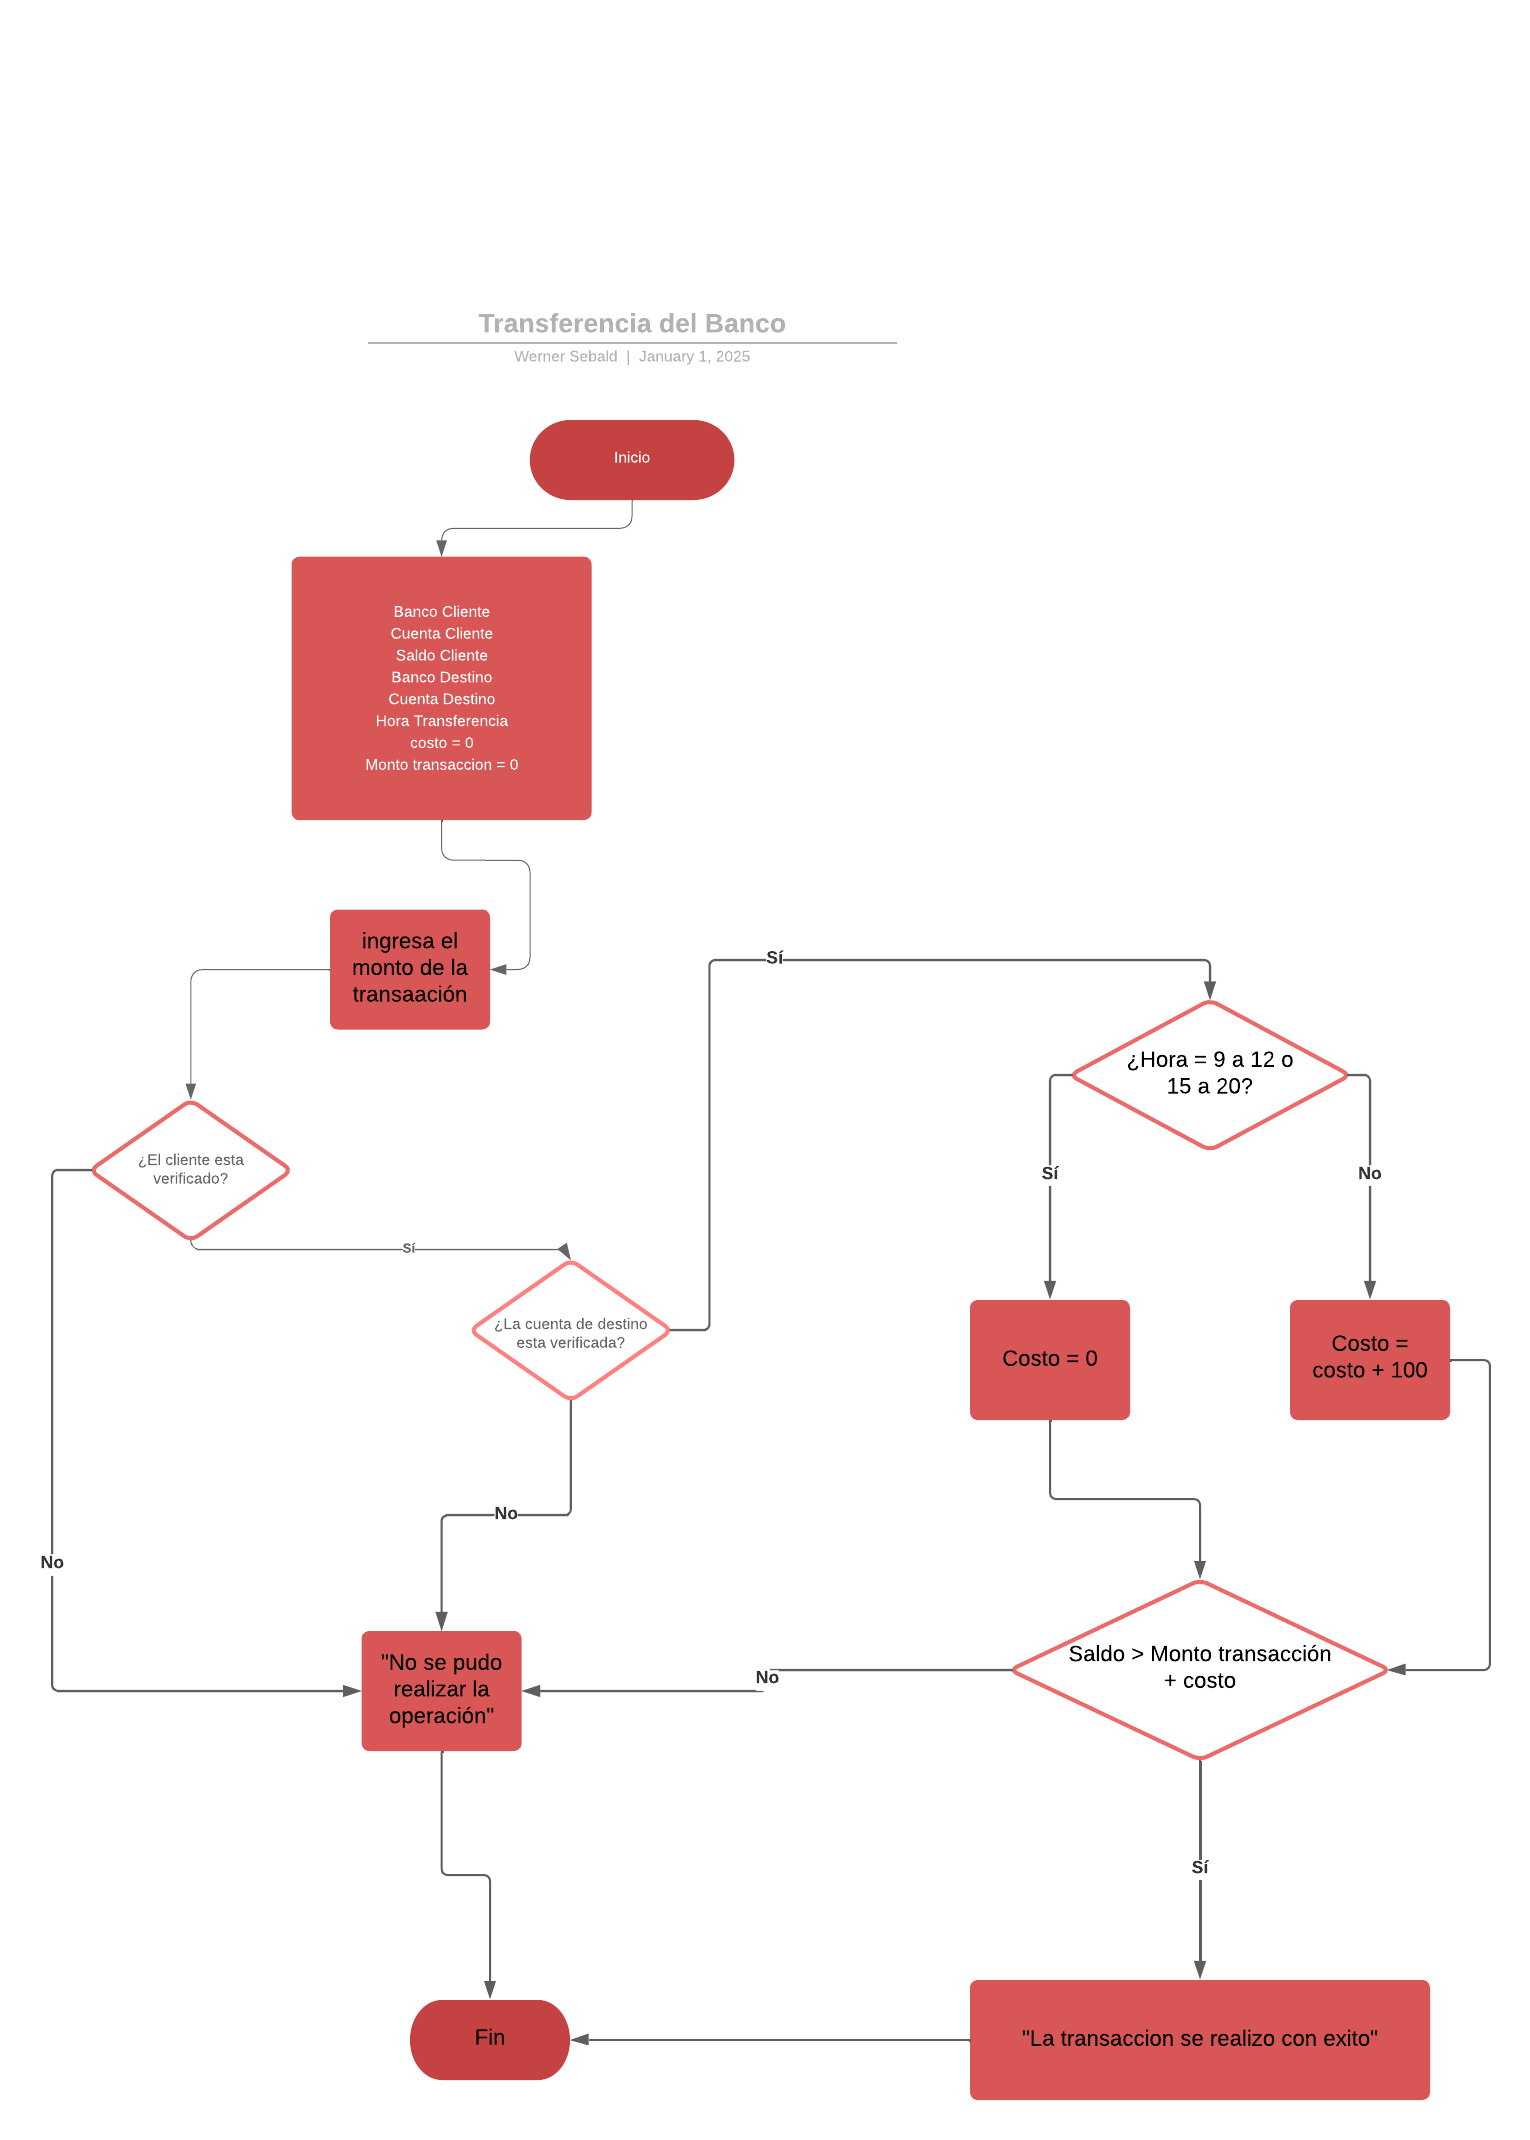 Transferencia del Banco
Werner Sebald | January 1, 2025
Inicio
Banco Cliente
Cuenta Cliente
Saldo Cliente
Banco Destino
Cuenta Destino
Hora Transferencia
costo = 0
Monto transaccion = 0
ingresa el
monto de la
transaación
Sí
¿Hora = 9 a 12 o
15 a 20?
¿El cliente esta
verificado?
Sí
No
Sí
¿La cuenta de destino
esta verificada?
Costo = 0
Costo =
costo + 100
No
No
"No se pudo
realizar la
operación"
No
Saldo > Monto transacción
+ costo
Sí
Fin
"La transaccion se realizo con exito"